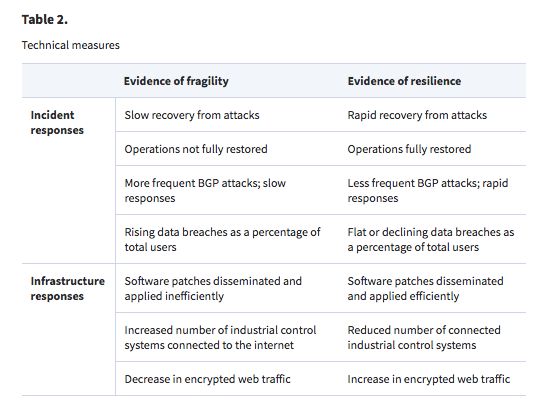 Table 2.
Technical measures
Evidence of fragility
Evidence of resilience
Incident
responses
Slow recovery from attacks
Rapid recovery from attacks
Operations not fully restored
Operations fully restored
More frequent BGP attacks; slow
responses
Less frequent BGP attacks; rapid
responses
Rising data breaches as a percentage of
total users
Flat or declining data breaches as
a percentage of total users
Infrastructure
responses
Software patches disseminated and
applied inefficiently
Software patches disseminated
and applied efficiently
Increased number of industrial control
systems connected to the internet
Reduced number of connected
industrial control systems
Decrease in encrypted web traffic
Increase in encrypted web traffic